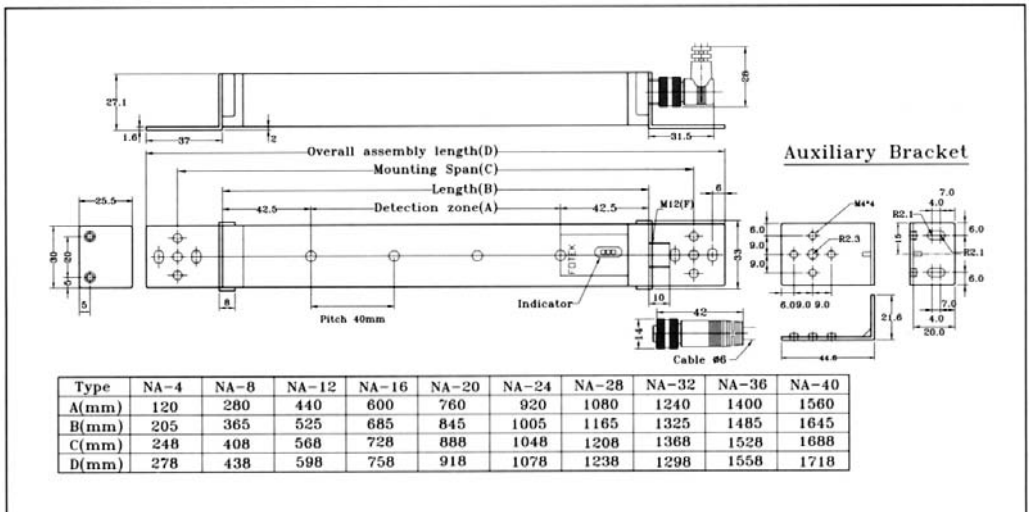 27.1
1.6
37
2
31.5
28
Overall assembly length(D)
Mounting Span(C)
Length(B)
42.5
Detection zone(A)
42.5
6
M12(F)
25.5
30
20
5
5
8
Pitch 40mm
FOTEK
Indicator
10
33
42
14
Cable ø6
Auxiliary Bracket
M4*4
R2.3
6.0
9.0
9.0
6.0 9.0 9.0
7.0
4.0
R2.1
15
6.0
R2.1
6.0
7.0
4.0
20.0
21.6
44.6
Type NA-4 NA-8 NA-12 NA-16 NA-20 NA-24 NA-28 NA-32 NA-36 NA-40
A(mm) 120 280 440 600 760 920 1080 1240 1400 1560
B(mm) 205 365 525 685 845 1005 1165 1325 1485 1645
C(mm) 248 408 568 728 888 1048 1208 1368 1528 1688
D(mm) 278 438 598 758 918 1078 1238 1298 1558 1718